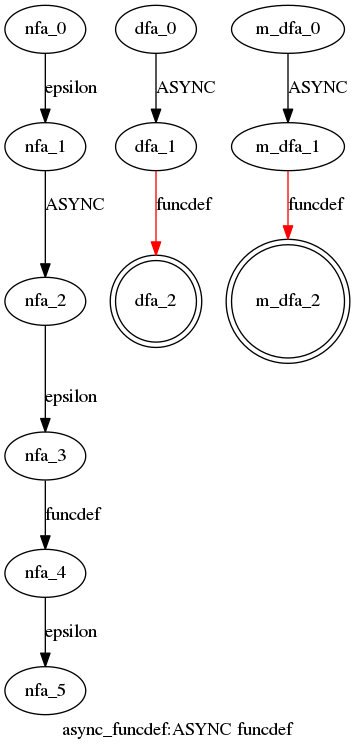 nfa_0 dfa_0 m_dfa_0
epsilon ASYNC ASYNC
nfa_1 dfa_1 m_dfa_1
ASYNC funcdef funcdef
nfa_2 dfa_2 m_dfa_2
epsilon
nfa_3
funcdef
nfa_4
epsilon
nfa_5
async_funcdef:ASYNC funcdef